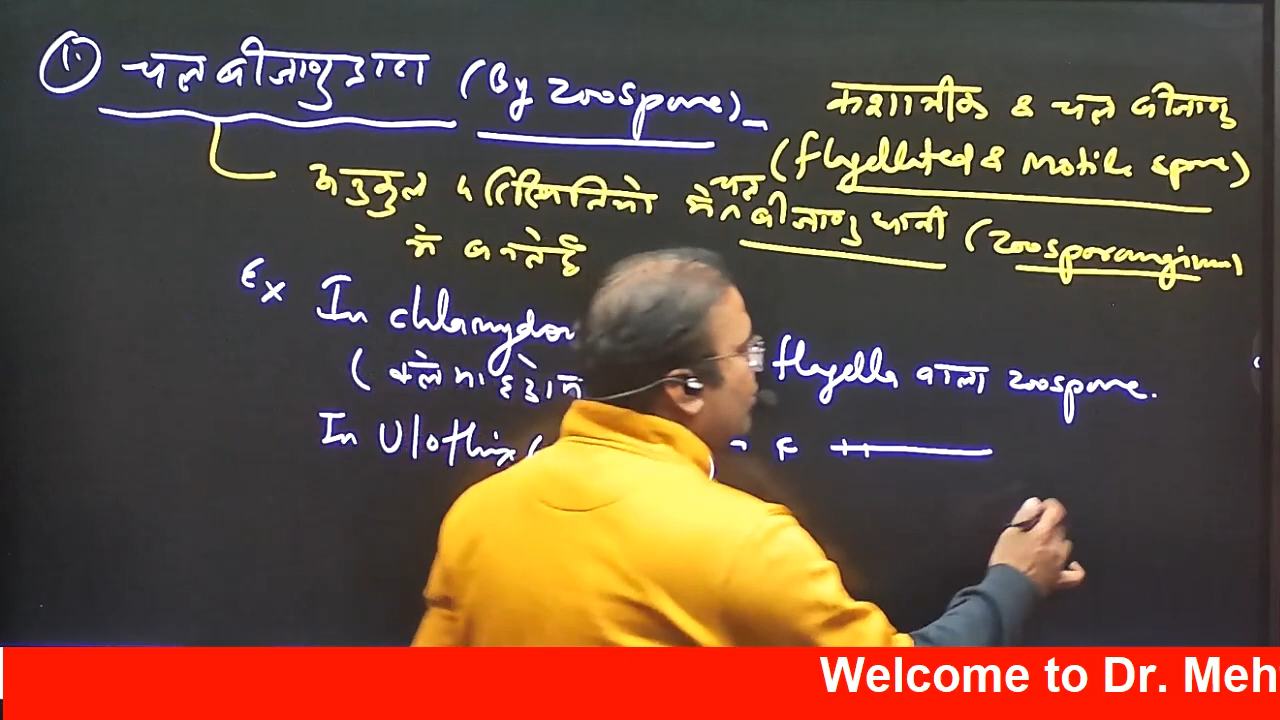 1. चल बीजाणु द्वारा (By zoospore) -
कशाभीक & चल बीजाणु
(flagellated & motile spore)
अनुकूल परिस्थितियों में चल बीजाणु धानी (zoosporangium)
में बनते है
Ex In chlamydo flagella वाला zoospore.
(क्लेमाइडोम
In Ulothrix (
Welcome to Dr. Meh